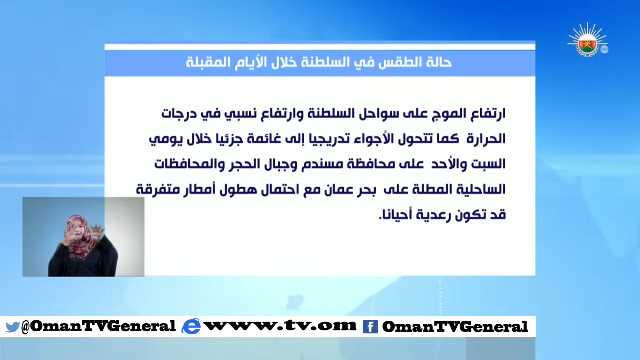 حالة الطقس في السلطنة خلال الأيام المقبلة
ارتفاع الموج على سواحل السلطنة وارتفاع نسبي في درجات
الحرارة كما تتحول الأجواء تدريجيا إلى غائمة جزئيا خلال يومي
السبت والأحد على محافظة مسندم وجبال الحجر والمحافظات
الساحلية المطلة على بحر عمان مع احتمال هطول أمطار متفرقة
قد تكون رعدية أحيانا.
@OmanTVGeneral www.tv.om OmanTVGeneral